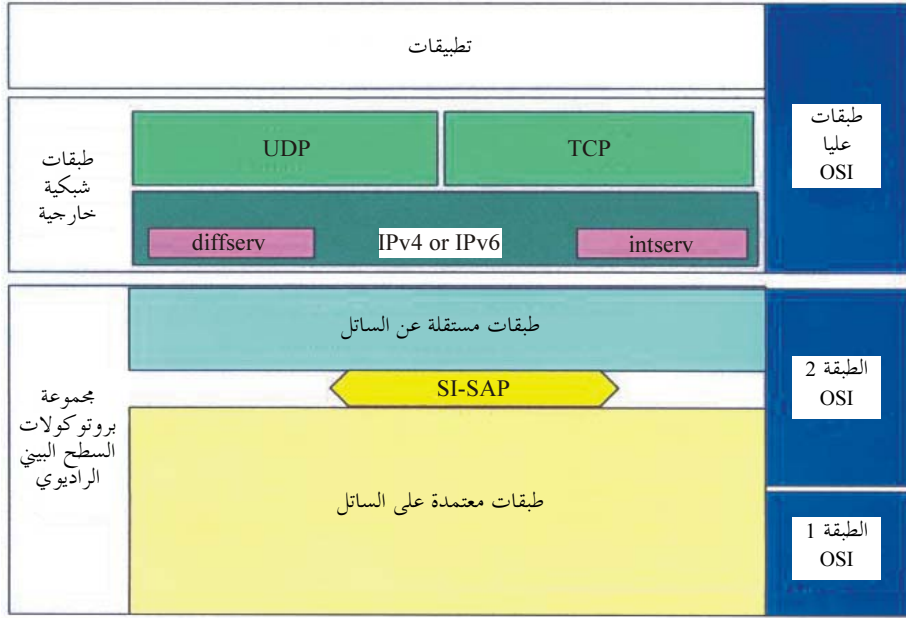 تطبيقات
طبقات
عليا
OSI
TCP
UDP
طبقات
شبكية
خارجية
intserv
IPv4 or IPv6
diffserv
طبقات مستقلة عن الساتل
الطبقة 2
OSI
SI-SAP
مجموعة
بروتوكولات
السطح البيني
الراديوي
طبقات معتمدة على الساتل
الطبقة 1
OSI